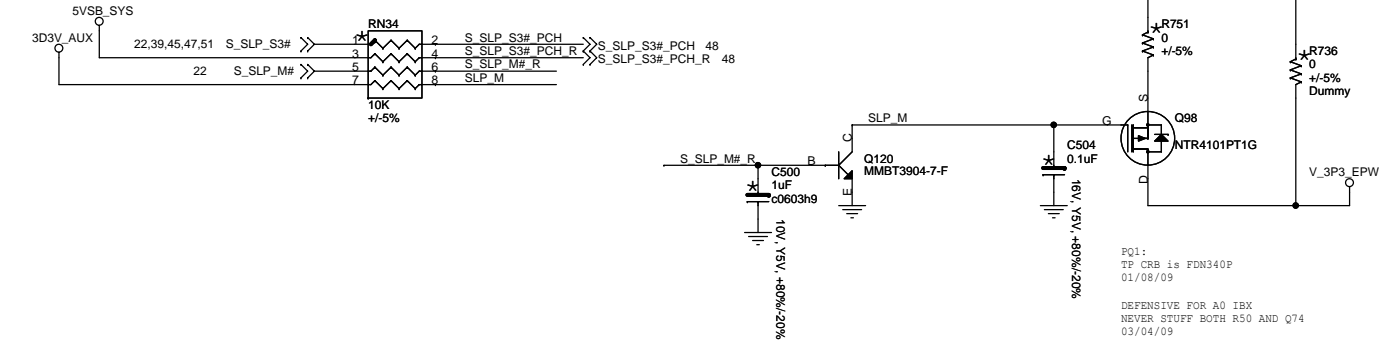 5VSB_SYS
3D3V_AUX
RN34
22,39,45,47,51 S_SLP_S3# 1 2 S_SLP_S3#_PCH S_SLP_S3#_PCH 48
3 4 S_SLP_S3#_PCH_R S_SLP_S3#_PCH_R 48
22 S_SLP_M# 5 6 S_SLP_M#_R
7 8 SLP_M
10K
+/-5%
R751
0
+/-5%
R736
0
+/-5%
Dummy
S
SLP_M
G
Q98
NTR4101PT1G
D
V_3P3_EPW
S_SLP_M#_R
B
C
E
Q120
MMBT3904-7-F
C500
1uF
c0603h9
10V, Y5V, +80%/-20%
C504
0.1uF
16V, Y5V, +80%/-20%
PQ1:
TP CRB is FDN340P
01/08/09
DEFENSIVE FOR A0 IBX
NEVER STUFF BOTH R50 AND Q74
03/04/09